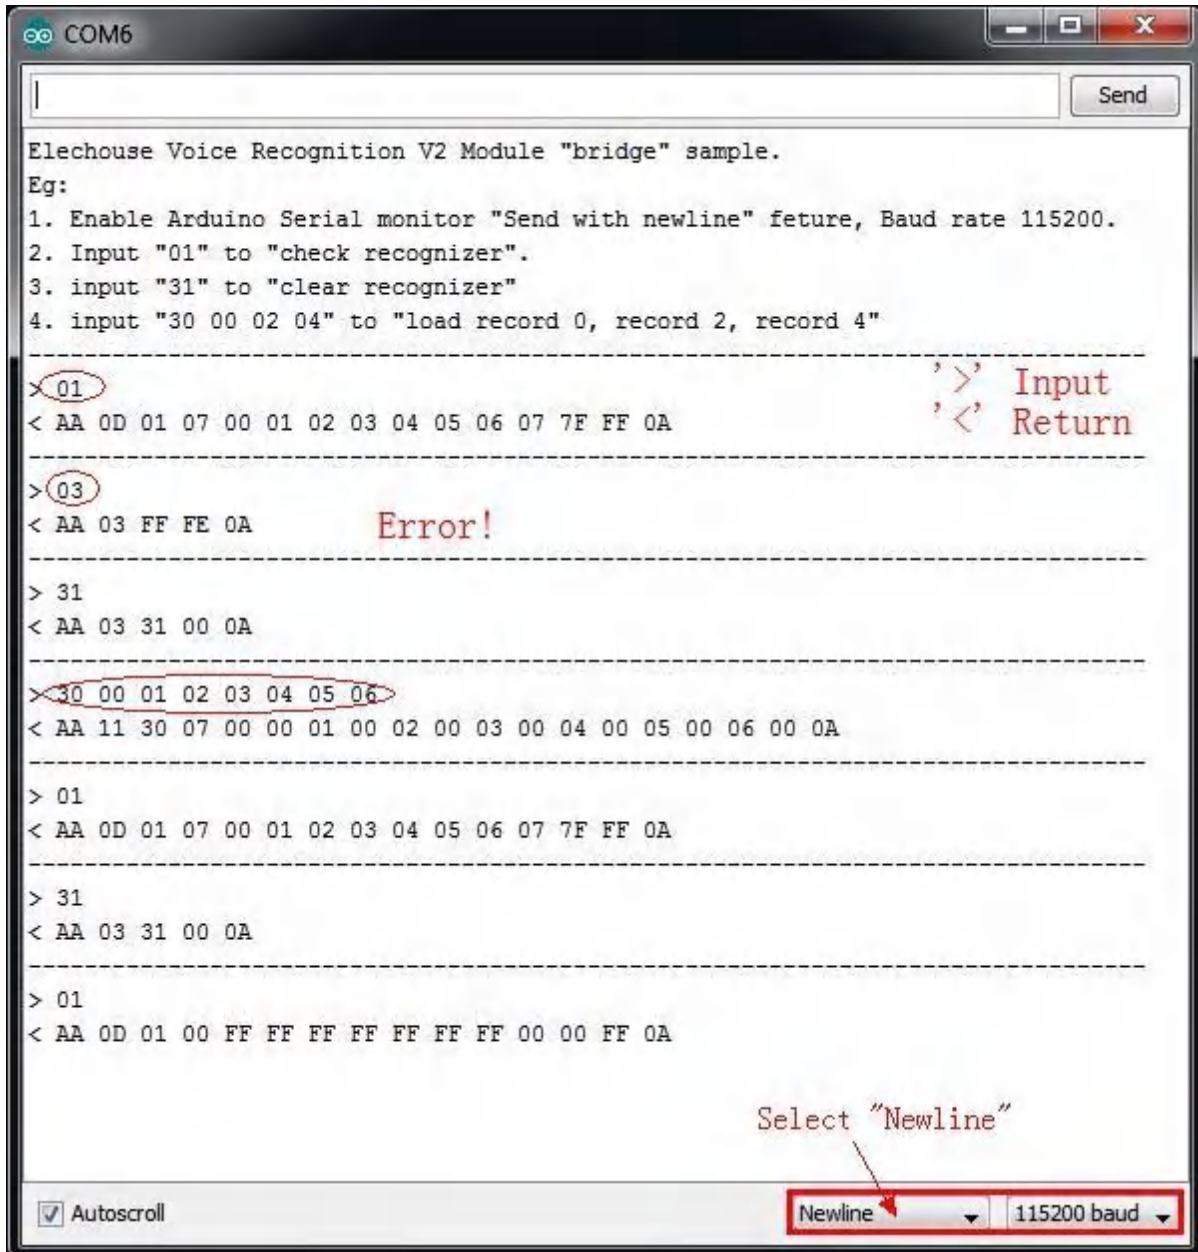 COM6
Send
Elechouse Voice Recognition V2 Module "bridge" sample.
Eg:
1. Enable Arduino Serial monitor "Send with newline" feture, Baud rate 115200.
2. Input "01" to "check recognizer".
3. input "31" to "clear recognizer"
4. input "30 00 02 04" to "load record 0, record 2, record 4"
--------------------------------------------------------------------------------
> 01
'>' Input
< AA 0D 01 07 00 01 02 03 04 05 06 07 7F FF 0A
'<' Return
--------------------------------------------------------------------------------
> 03
< AA 03 FF FE 0A Error!
--------------------------------------------------------------------------------
> 31
< AA 03 31 00 0A
--------------------------------------------------------------------------------
> 30 00 01 02 03 04 05 06
< AA 11 30 07 00 00 01 00 02 00 03 00 04 00 05 00 06 00 0A
--------------------------------------------------------------------------------
> 01
< AA 0D 01 07 00 01 02 03 04 05 06 07 7F FF 0A
--------------------------------------------------------------------------------
> 31
< AA 03 31 00 0A
--------------------------------------------------------------------------------
> 01
< AA 0D 01 00 FF FF FF FF FF FF FF 00 00 FF 0A
Select "Newline"
Autoscroll
Newline
115200 baud